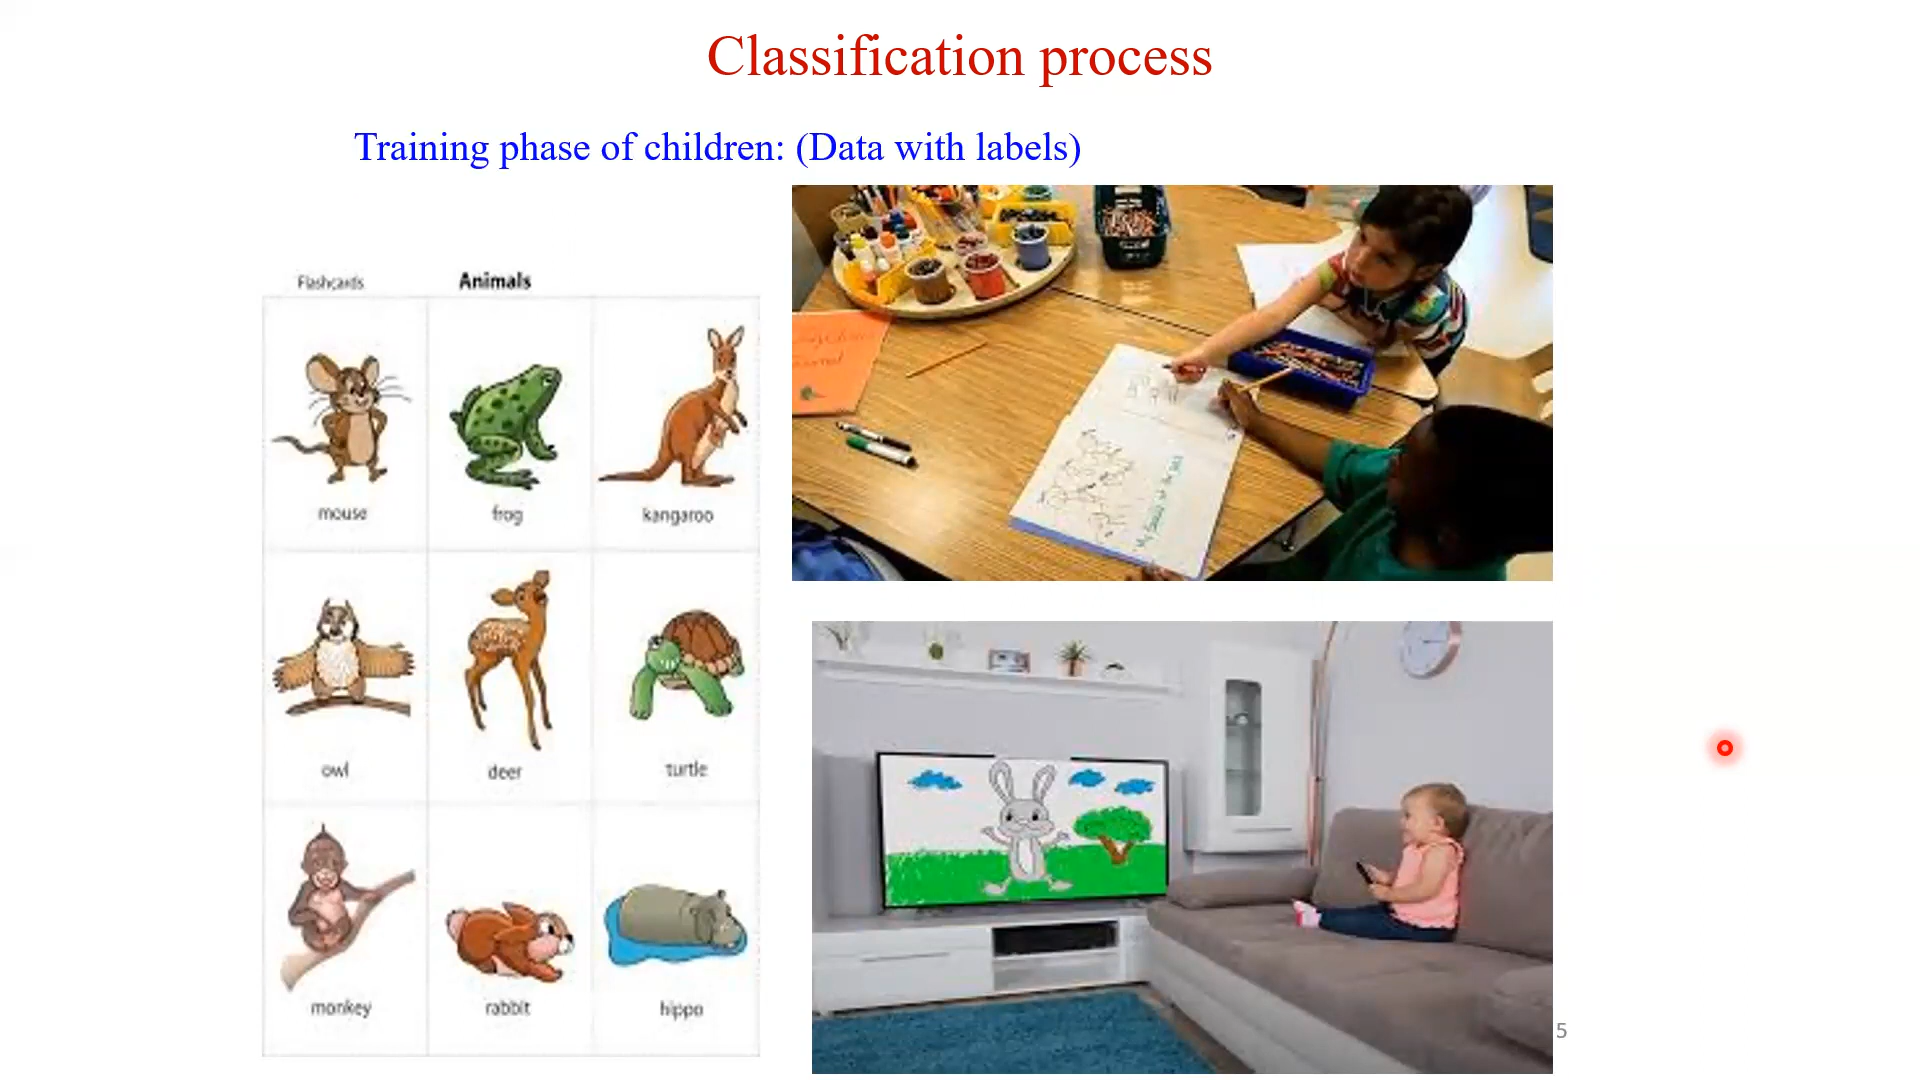 Classification process
Training phase of children: (Data with labels)
Flashcards Animals
mouse frog kangaroo
owl deer turtle
monkey rabbit hippo
5